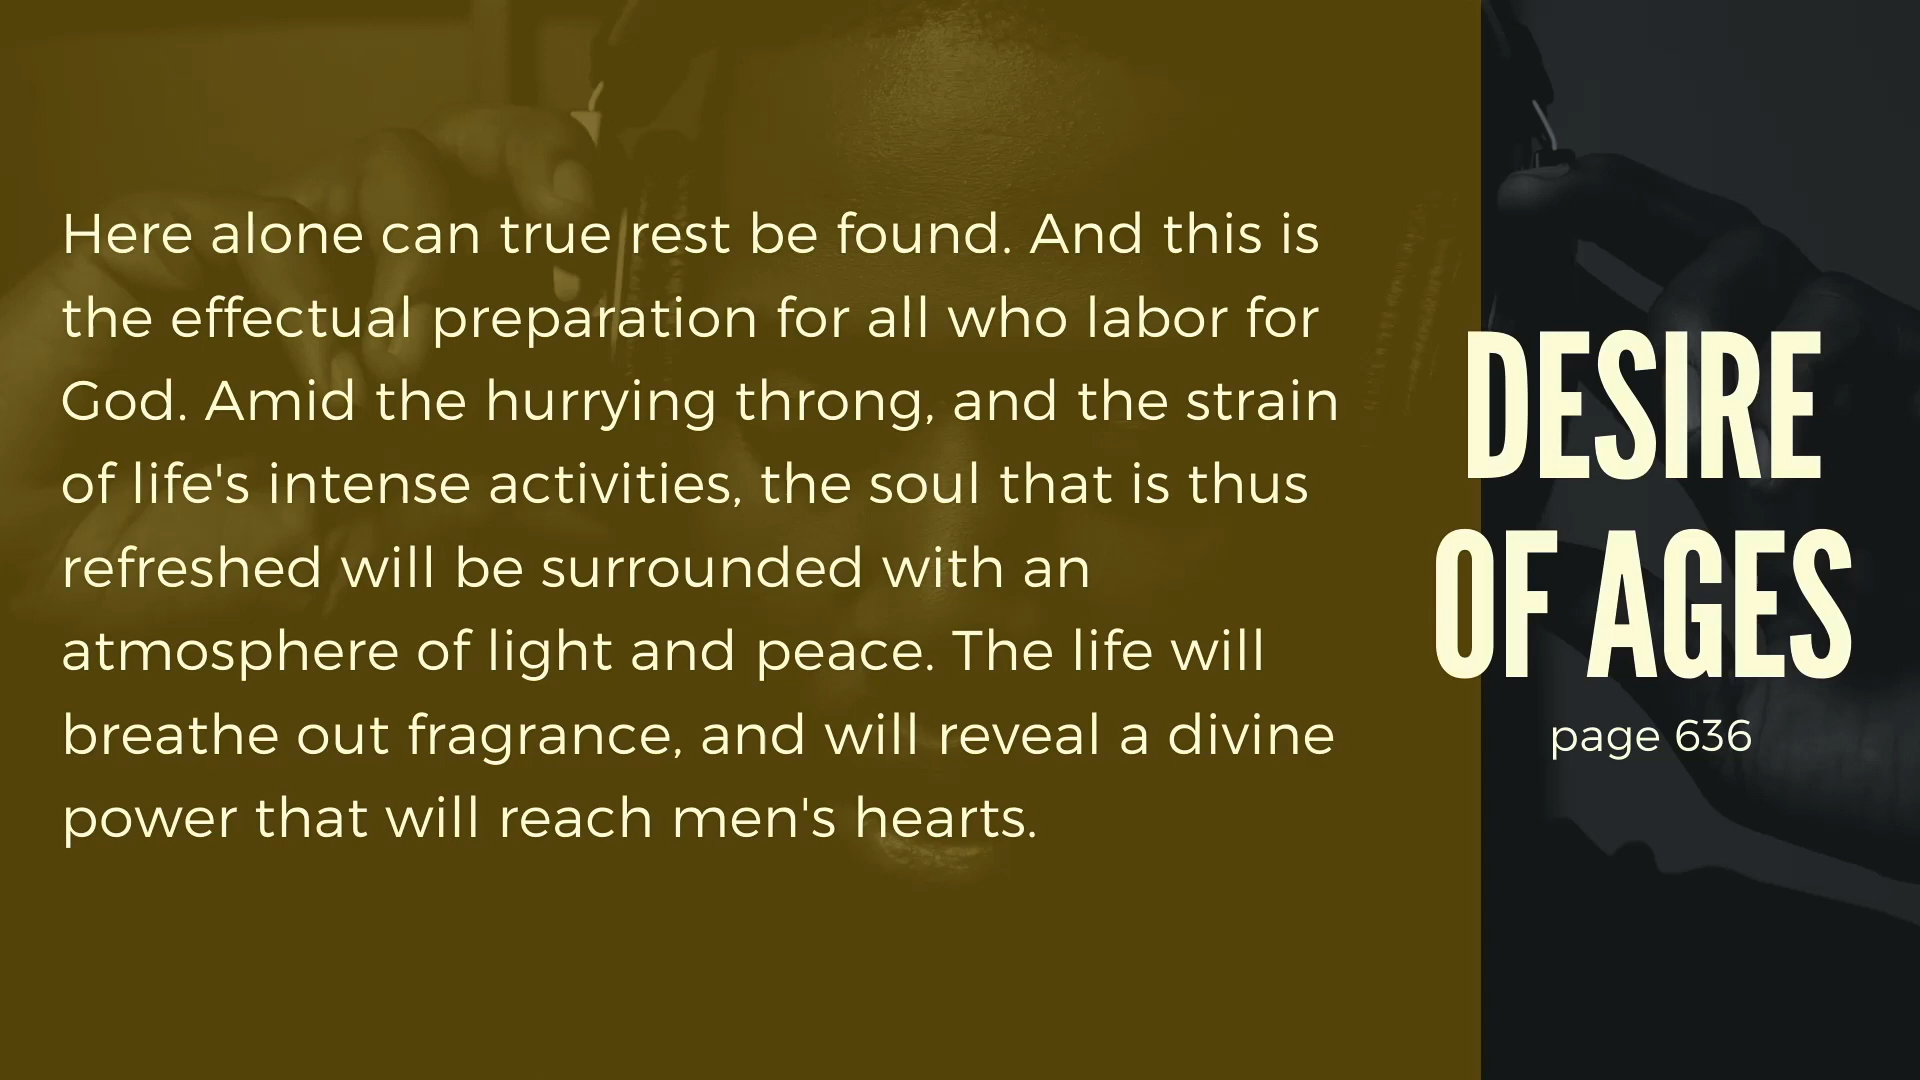 Here alone can true rest be found. And this is
the effectual preparation for all who labor for
God. Amid the hurrying throng, and the strain
of life's intense activities, the soul that is thus
refreshed will be surrounded with an
atmosphere of light and peace. The life will
breathe out fragrance, and will reveal a divine
power that will reach men's hearts.
DESIRE
OF AGES
page 636